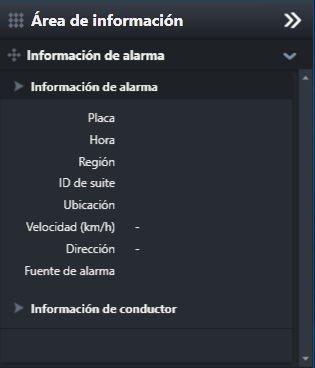 Área de información
Información de alarma
Información de alarma
Placa
Hora
Región
ID de suite
Ubicación
Velocidad (km/h) -
Dirección -
Fuente de alarma
Información de conductor